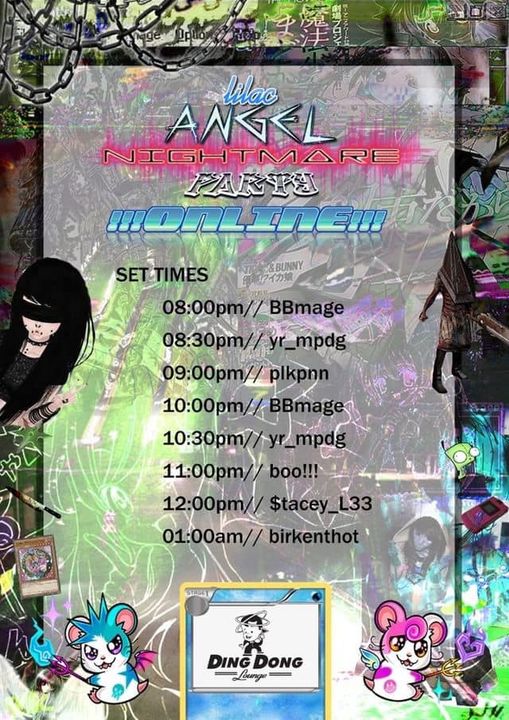 lilac
ANGEL
NIGHTMARE
PARTY
!!!ONLINE!!!
SET TIMES
08:00pm// BBmage
08:30pm// yr_mpdg
09:00pm// plkpnn
10:00pm// BBmage
10:30pm// yr_mpdg
11:00pm// boo!!!
12:00pm// $tacey_L33
01:00am// birkenthot
DING DONG
Lounge